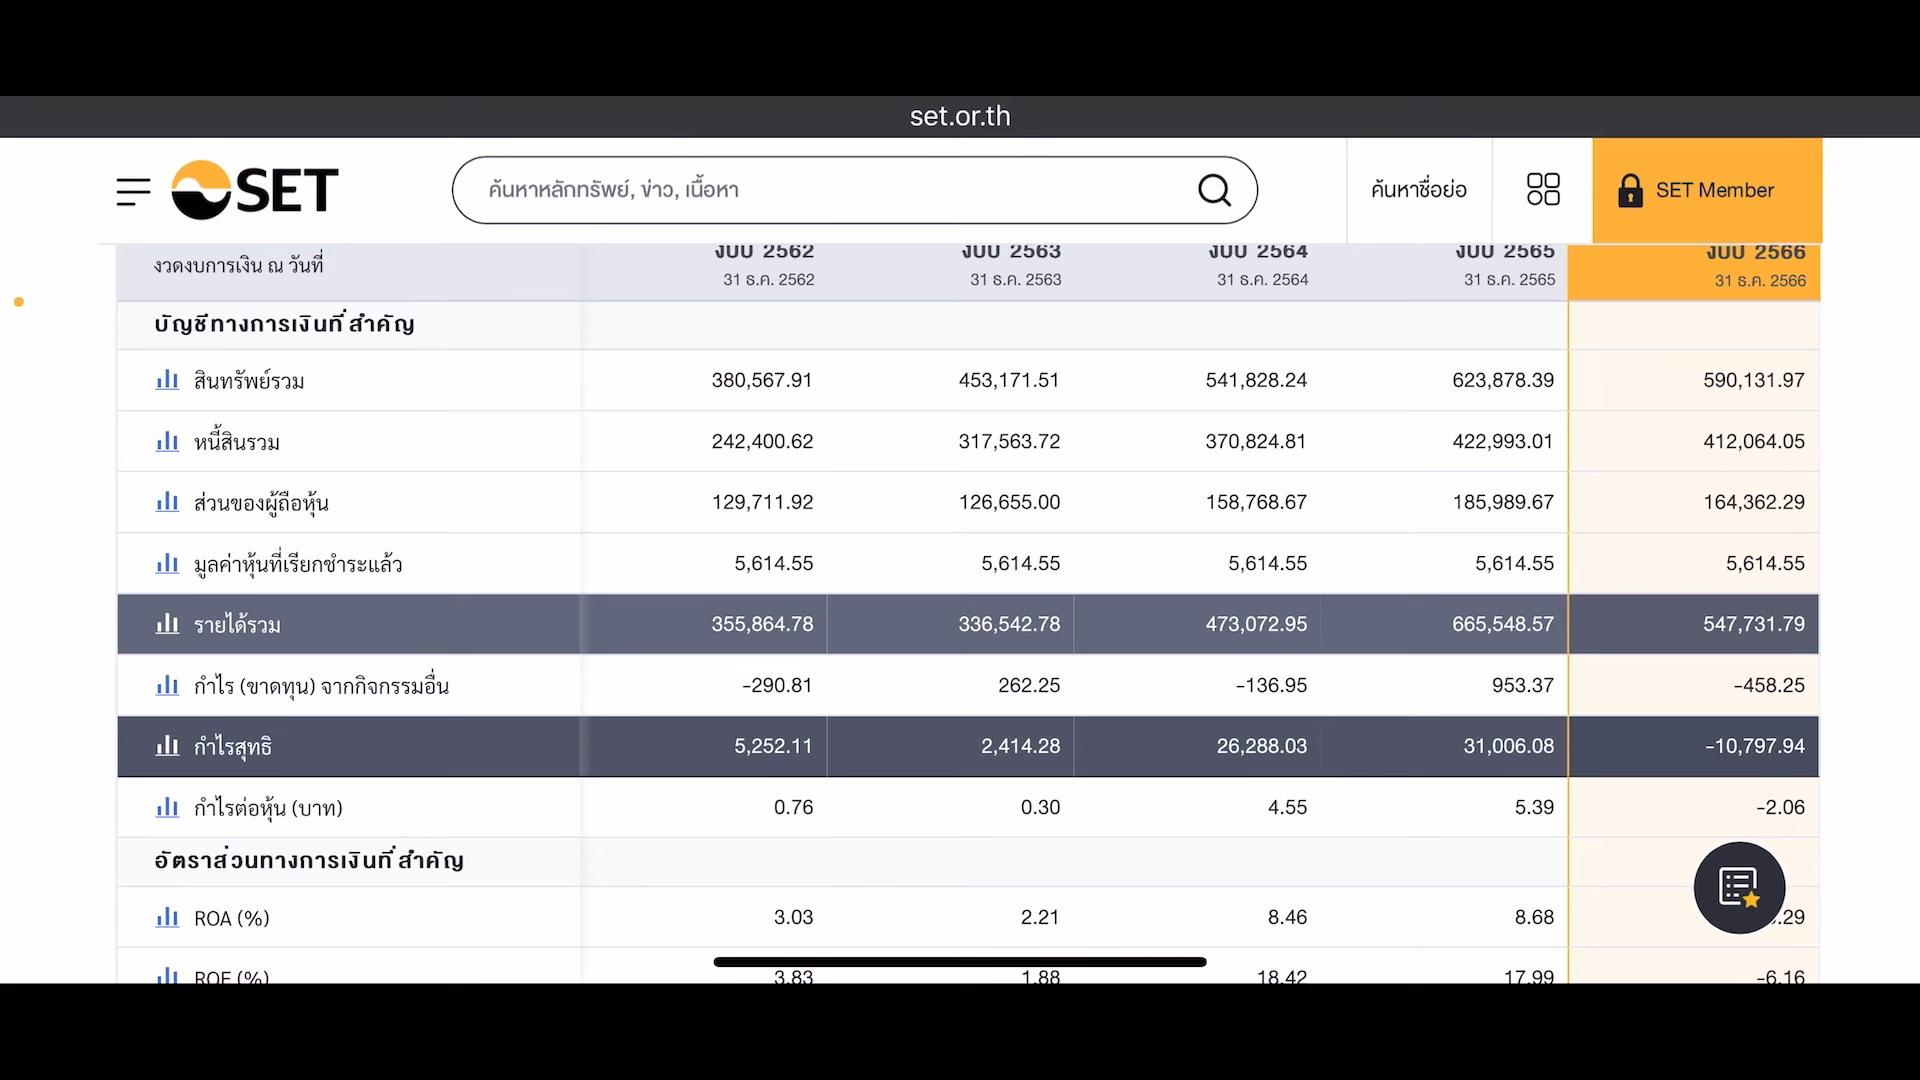 set.or.th
SET
ค้นหาหลักทรัพย์, ข่าว, เนื้อหา
ค้นหาชื่อย่อ
SET Member
งวดงบการเงิน ณ วันที่
งบปี 2562 งบปี 2563 งบปี 2564 งบปี 2565 งบปี 2566
31 ธ.ค. 2562 31 ธ.ค. 2563 31 ธ.ค. 2564 31 ธ.ค. 2565 31 ธ.ค. 2566
บัญชีทางการเงินที่สำคัญ
สินทรัพย์รวม 380,567.91 453,171.51 541,828.24 623,878.39 590,131.97
หนี้สินรวม 242,400.62 317,563.72 370,824.81 422,993.01 412,064.05
ส่วนของผู้ถือหุ้น 129,711.92 126,655.00 158,768.67 185,989.67 164,362.29
มูลค่าหุ้นที่เรียกชำระแล้ว 5,614.55 5,614.55 5,614.55 5,614.55 5,614.55
รายได้รวม 355,864.78 336,542.78 473,072.95 665,548.57 547,731.79
กำไร (ขาดทุน) จากกิจกรรมอื่น -290.81 262.25 -136.95 953.37 -458.25
กำไรสุทธิ 5,252.11 2,414.28 26,288.03 31,006.08 -10,797.94
กำไรต่อหุ้น (บาท) 0.76 0.30 4.55 5.39 -2.06
อัตราส่วนทางการเงินที่สำคัญ
ROA (%) 3.03 2.21 8.46 8.68 .29
ROE (%) 3.83 1.88 18.42 17.99 -6.16